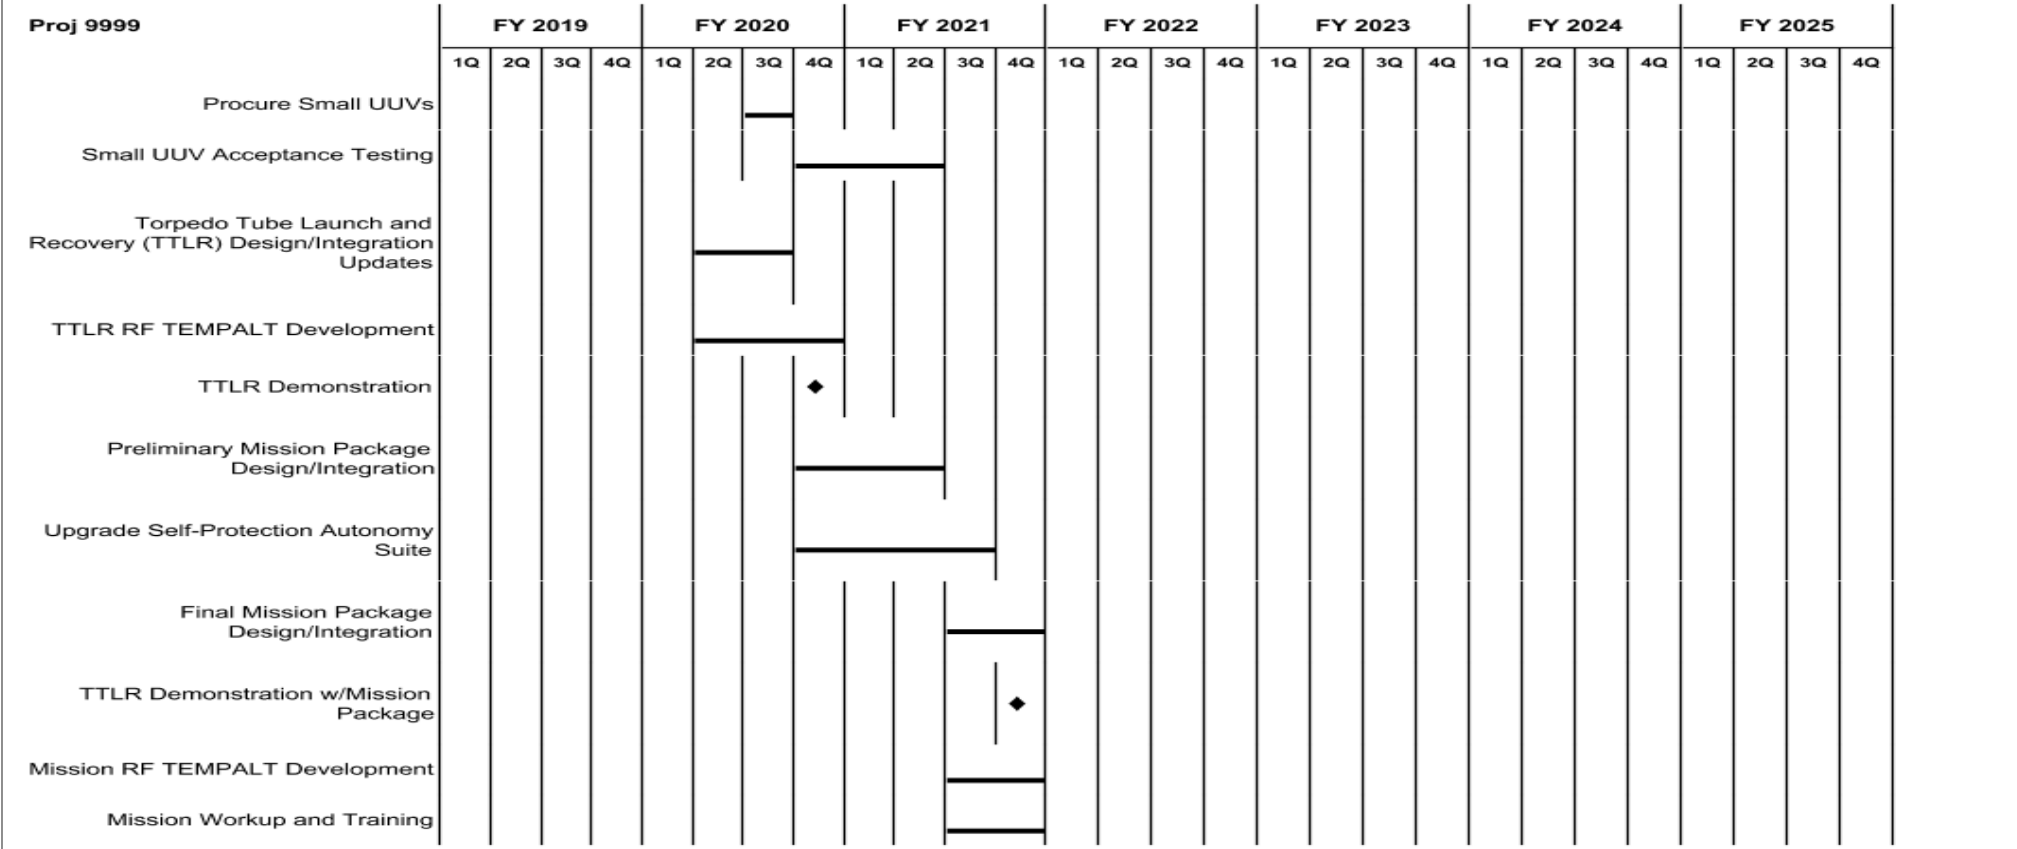 Proj 9999 FY 2019 FY 2020 FY 2021 FY 2022 FY 2023 FY 2024 FY 2025
1Q 2Q 3Q 4Q 1Q 2Q 3Q 4Q 1Q 2Q 3Q 4Q 1Q 2Q 3Q 4Q 1Q 2Q 3Q 4Q 1Q 2Q 3Q 4Q 1Q 2Q 3Q 4Q
Procure Small UUVs
Small UUV Acceptance Testing
Torpedo Tube Launch and
Recovery (TTLR) Design/Integration
Updates
TTLR RF TEMPALT Development
TTLR Demonstration
Preliminary Mission Package
Design/Integration
Upgrade Self-Protection Autonomy
Suite
Final Mission Package
Design/Integration
TTLR Demonstration w/Mission
Package
Mission RF TEMPALT Development
Mission Workup and Training